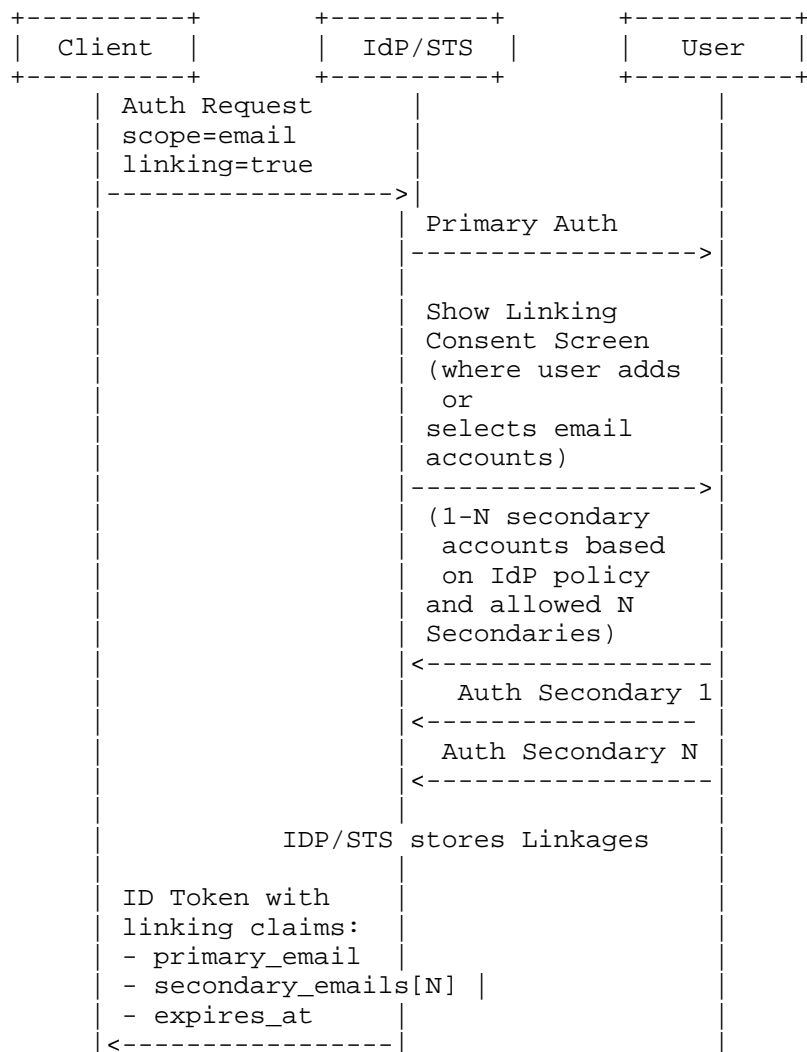 Client IdP/STS User
Auth Request
scope=email
linking=true
Primary Auth
Show Linking
Consent Screen
(where user adds
or
selects email
accounts)
(1-N secondary
accounts based
on IdP policy
and allowed N
Secondaries)
Auth Secondary 1
Auth Secondary N
IDP/STS stores Linkages
ID Token with
linking claims:
- primary_email
- secondary_emails[N]
- expires_at